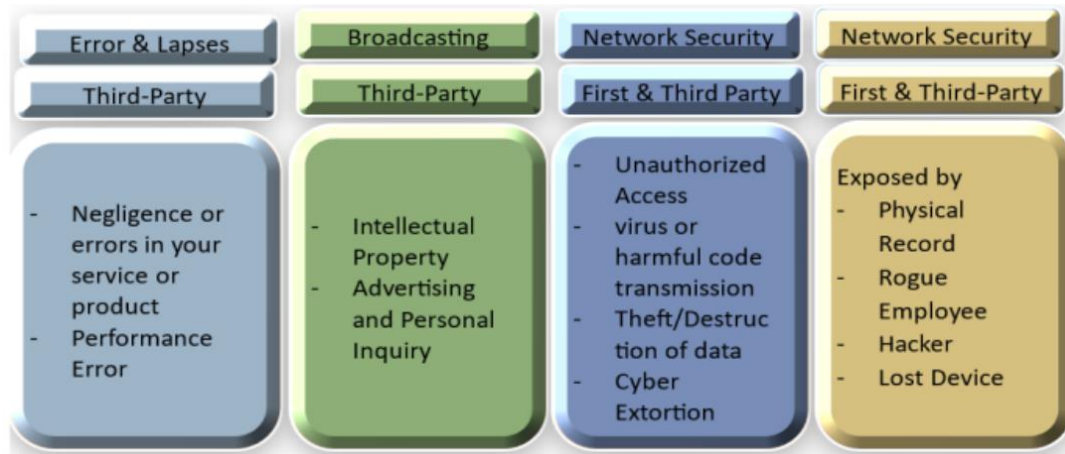 Error & Lapses
Third-Party
- Negligence or
errors in your
service or
product
- Performance
Error
Broadcasting
Third-Party
- Intellectual
Property
- Advertising
and Personal
Inquiry
Network Security
First & Third Party
- Unauthorized
Access
- virus or
harmful code
transmission
- Theft/Destruc
tion of data
- Cyber
Extortion
Network Security
First & Third-Party
Exposed by
- Physical
Record
- Rogue
Employee
- Hacker
- Lost Device